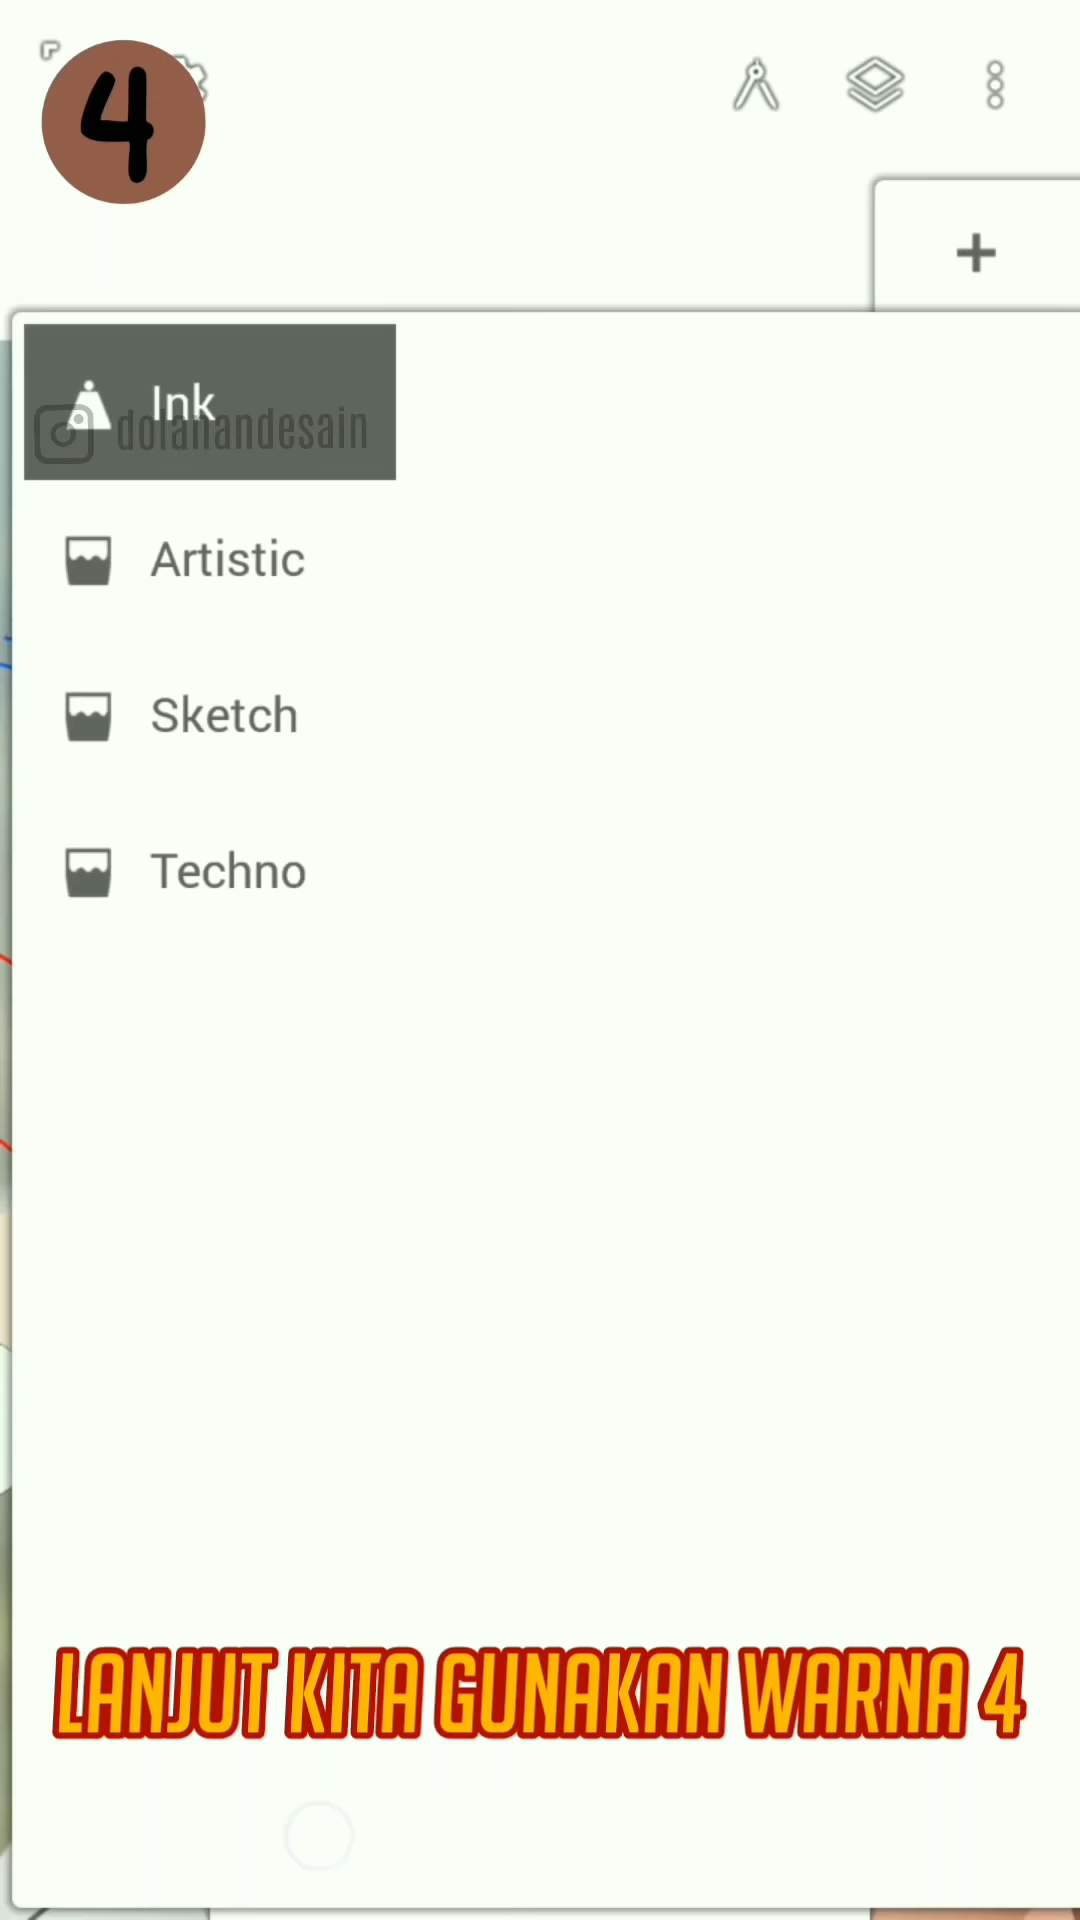 4
Ink
dolanandesain
Artistic
Sketch
Techno
LANJUT KITA GUNAKAN WARNA 4